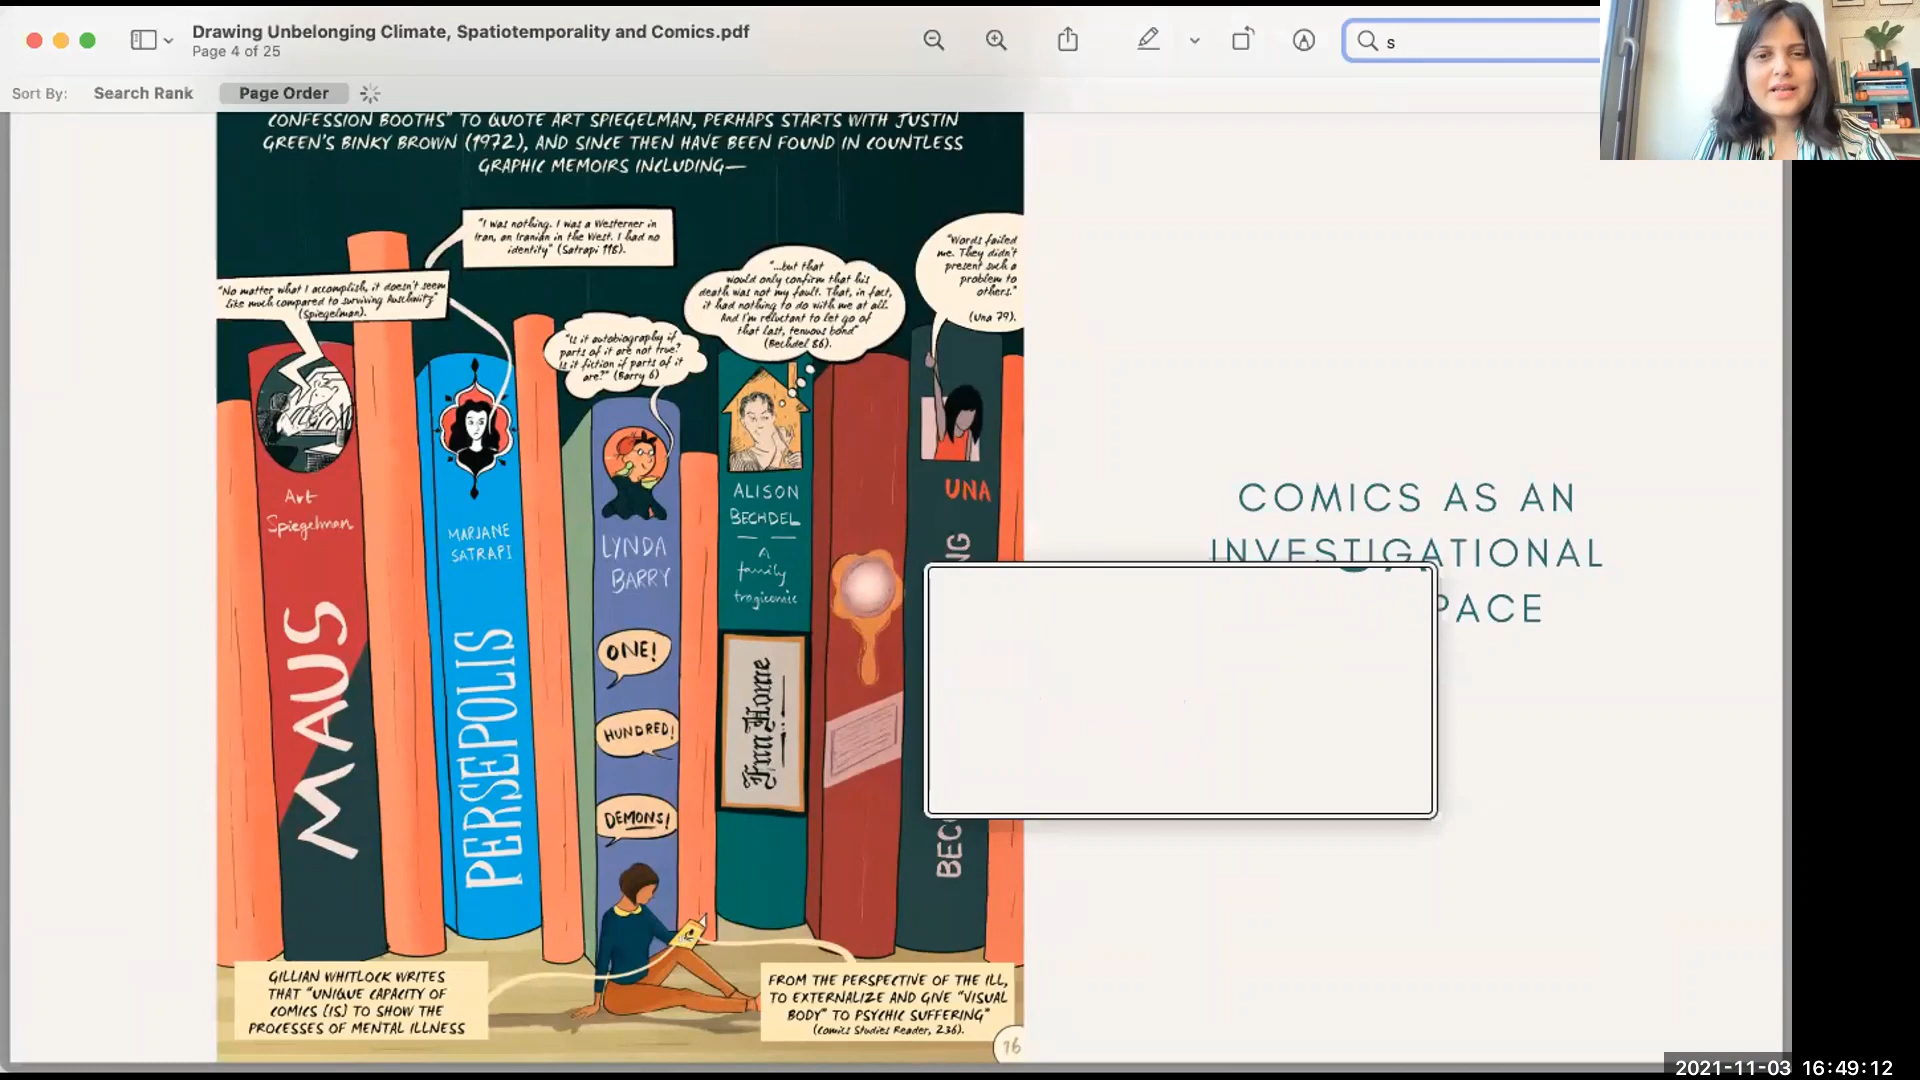 Drawing Unbelonging Climate, Spatiotemporality and Comics.pdf
Page 4 of 25
s
Sort By:
Search Rank
Page Order
CONFESSION BOOTHS" TO QUOTE ART SPIEGELMAN, PERHAPS STARTS WITH JUSTIN
GREEN'S BINKY BROWN (1972), AND SINCE THEN HAVE BEEN FOUND IN COUNTLESS
GRAPHIC MEMOIRS INCLUDING—
"I was nothing. I was a Westerner in
Iran, an Iranian in the West. I had no
identity" (Satrapi 118).
"No matter what I accomplish, it doesn't seem
like much compared to surviving Auschwitz"
(Spiegelman).
"Is it autobiography if
parts of it are not true?
Is it fiction if parts of it
are?" (Barry 6)
"...but that
would only confirm that his
death was not my fault. That, in fact,
it had nothing to do with me at all.
And I'm reluctant to let go of
that last, tenuous bond"
(Bechdel 86).
"Words failed
me. They didn't
present such a
problem to
others."
(Una 79).
Art
Spiegelman
MAUS
MARJANE
SATRAPI
PERSEPOLIS
LYNDA
BARRY
ONE!
HUNDRED!
DEMONS!
ALISON
BECHDEL
A
family
tragicomic
Fun Home
UNA
BEC
NG
COMICS AS AN
INVESTIGATIONAL
PACE
GILLIAN WHITLOCK WRITES
THAT "UNIQUE CAPACITY OF
COMICS [IS] TO SHOW THE
PROCESSES OF MENTAL ILLNESS
FROM THE PERSPECTIVE OF THE ILL,
TO EXTERNALIZE AND GIVE "VISUAL
BODY" TO PSYCHIC SUFFERING"
(Comics Studies Reader, 236).
16
2021-11-03 16:49:12